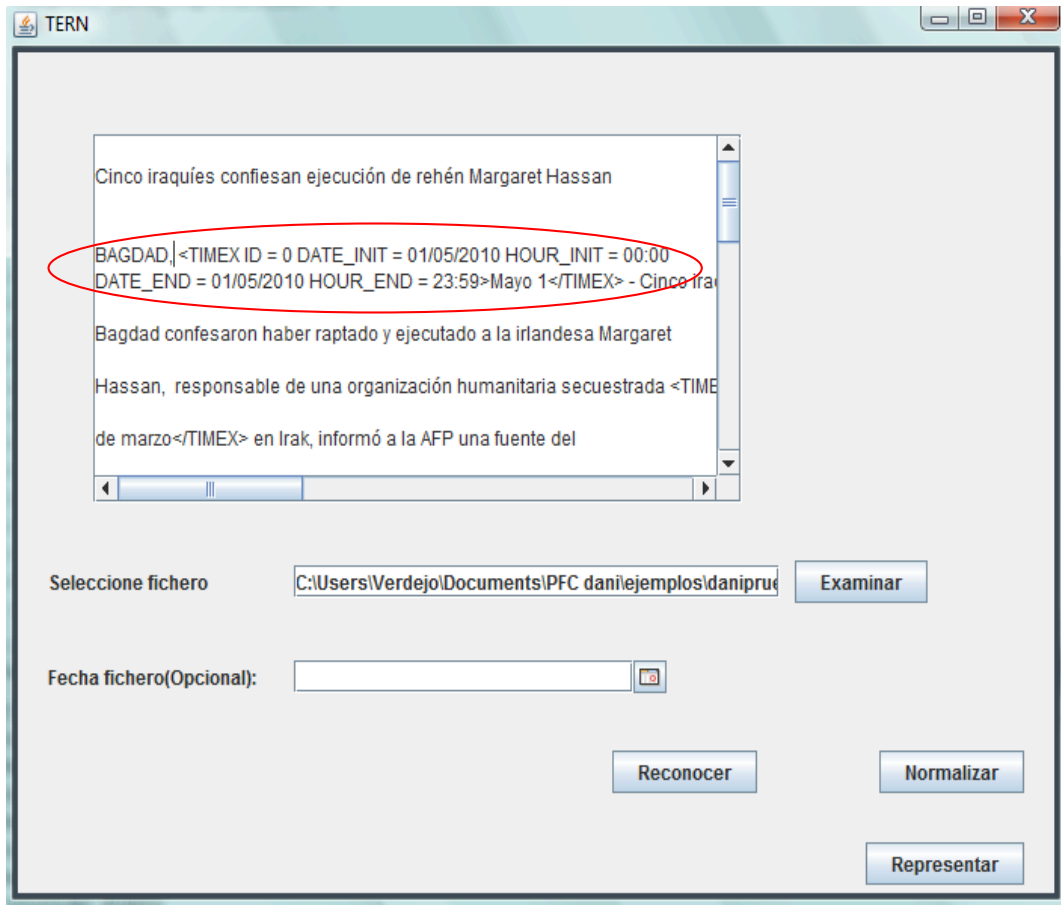 TERN
Cinco iraquíes confiesan ejecución de rehén Margaret Hassan
BAGDAD, <TIMEX ID = 0 DATE_INIT = 01/05/2010 HOUR_INIT = 00:00
DATE_END = 01/05/2010 HOUR_END = 23:59>Mayo 1</TIMEX> - Cinco
Bagdad confesaron haber raptado y ejecutado a la irlandesa Margaret
Hassan,  responsable de una organización humanitaria secuestrada <TIME
de marzo</TIMEX> en Irak, informó a la AFP una fuente del
Seleccione fichero
C:\Users\Verdejo\Documents\PFC dani\ejemplos\daniprue
Examinar
Fecha fichero(Opcional):
Reconocer
Normalizar
Representar